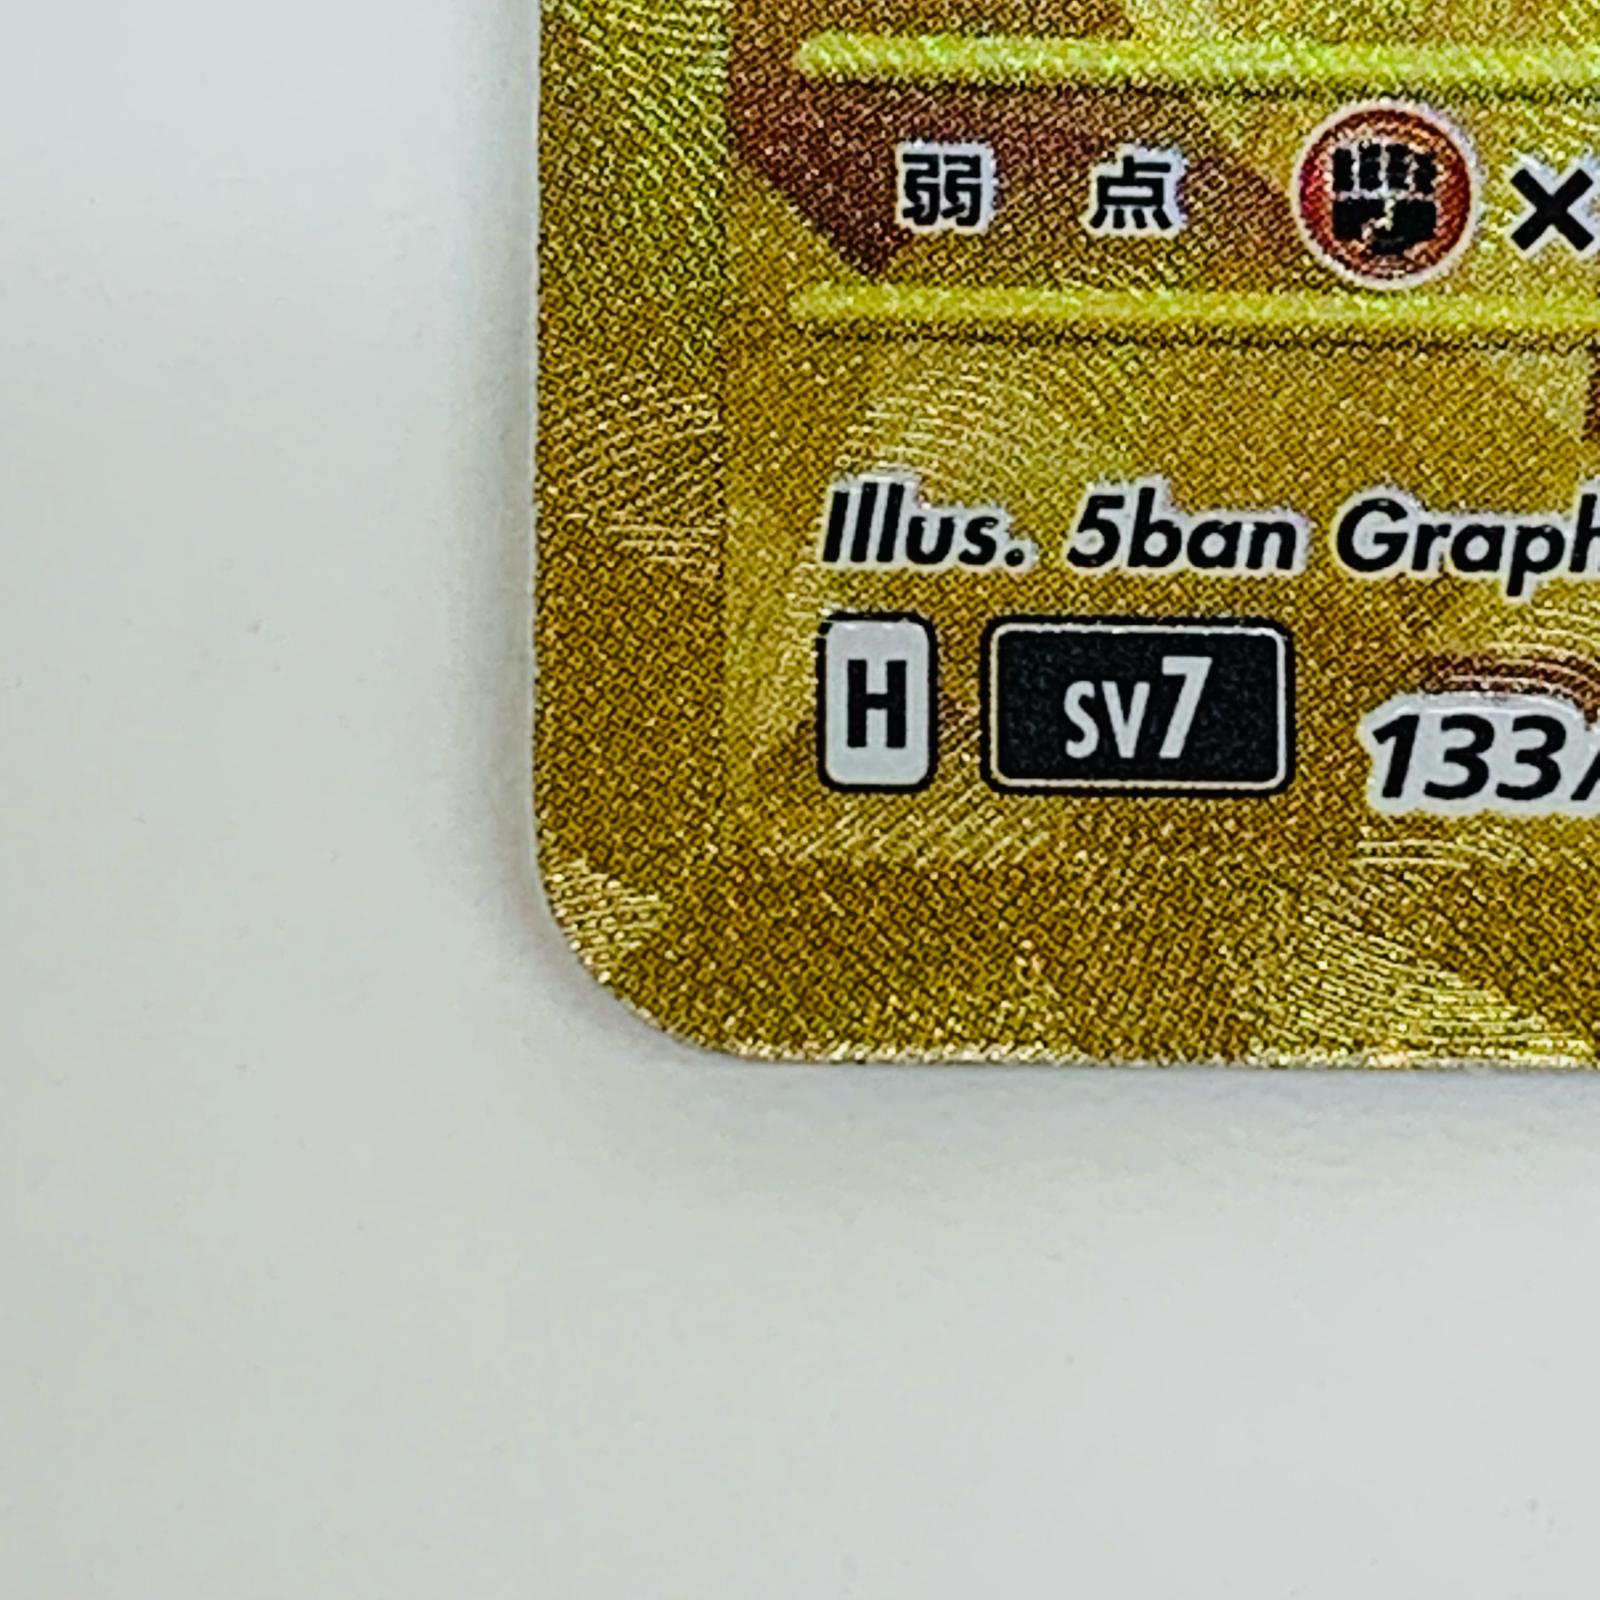 弱 点 ×
Illus. 5ban Graph
H SV7 133/